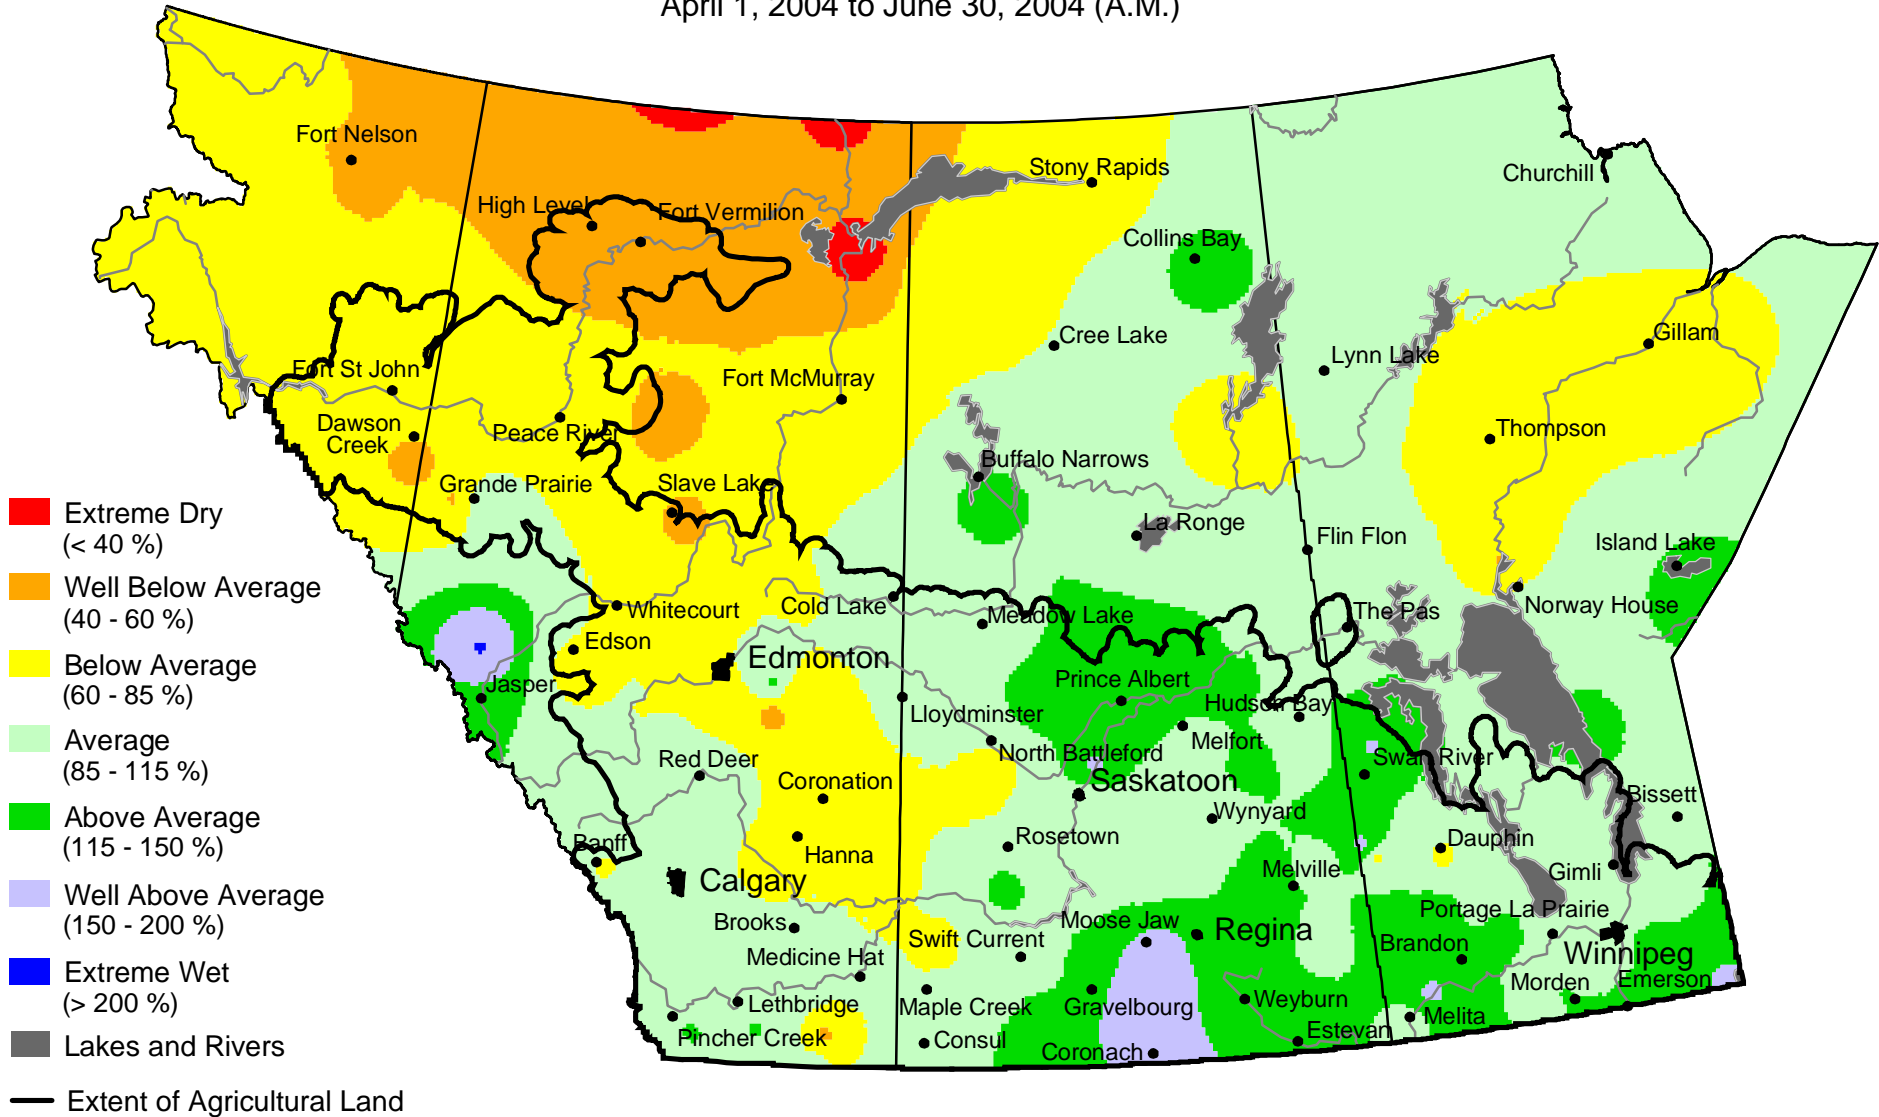 April 1, 2004 to June 30, 2004 (A.M.)
Fort Nelson
Stony Rapids
Churchill
High Level
Fort Vermilion
Collins Bay
Cree Lake
Gillam
Lynn Lake
Fort St John
Fort McMurray
Dawson
Creek
Peace River
Thompson
Buffalo Narrows
Grande Prairie
Slave Lake
La Ronge
Flin Flon
Island Lake
Whitecourt
Cold Lake
Meadow Lake
The Pas
Norway House
Edson
Edmonton
Jasper
Prince Albert
Hudson Bay
Lloydminster
North Battleford
Melfort
Red Deer
Coronation
Saskatoon
Swan River
Bissett
Wynyard
Banff
Hanna
Rosetown
Dauphin
Calgary
Melville
Gimli
Brooks
Moose Jaw
Regina
Portage La Prairie
Swift Current
Brandon
Winnipeg
Medicine Hat
Morden
Emerson
Lethbridge
Maple Creek
Gravelbourg
Weyburn
Melita
Pincher Creek
Consul
Coronach
Estevan
Extreme Dry
(< 40 %)
Well Below Average
(40 - 60 %)
Below Average
(60 - 85 %)
Average
(85 - 115 %)
Above Average
(115 - 150 %)
Well Above Average
(150 - 200 %)
Extreme Wet
(> 200 %)
Lakes and Rivers
Extent of Agricultural Land